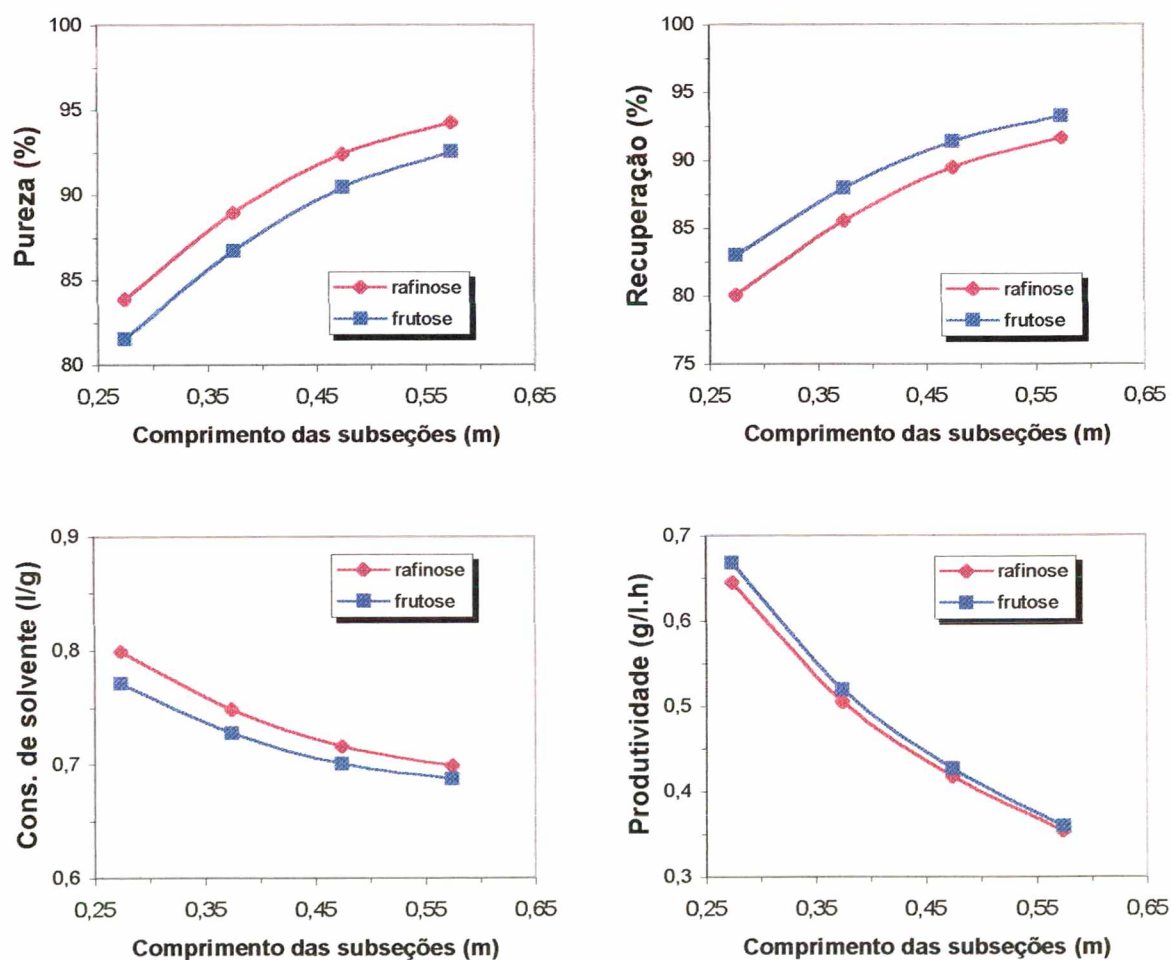 100
95
90
85
80
Pureza (%)
rafinose
frutose
0,25 0,35 0,45 0,55 0,65
Comprimento das subseções (m)
100
95
90
85
80
75
Recuperação (%)
rafinose
frutose
0,25 0,35 0,45 0,55 0,65
Comprimento das subseções (m)
0,9
0,8
0,7
0,6
Cons. de solvente (l/g)
rafinose
frutose
0,25 0,35 0,45 0,55 0,65
Comprimento das subseções (m)
0,7
0,6
0,5
0,4
0,3
Produtividade (g/l.h)
rafinose
frutose
0,25 0,35 0,45 0,55 0,65
Comprimento das subseções (m)